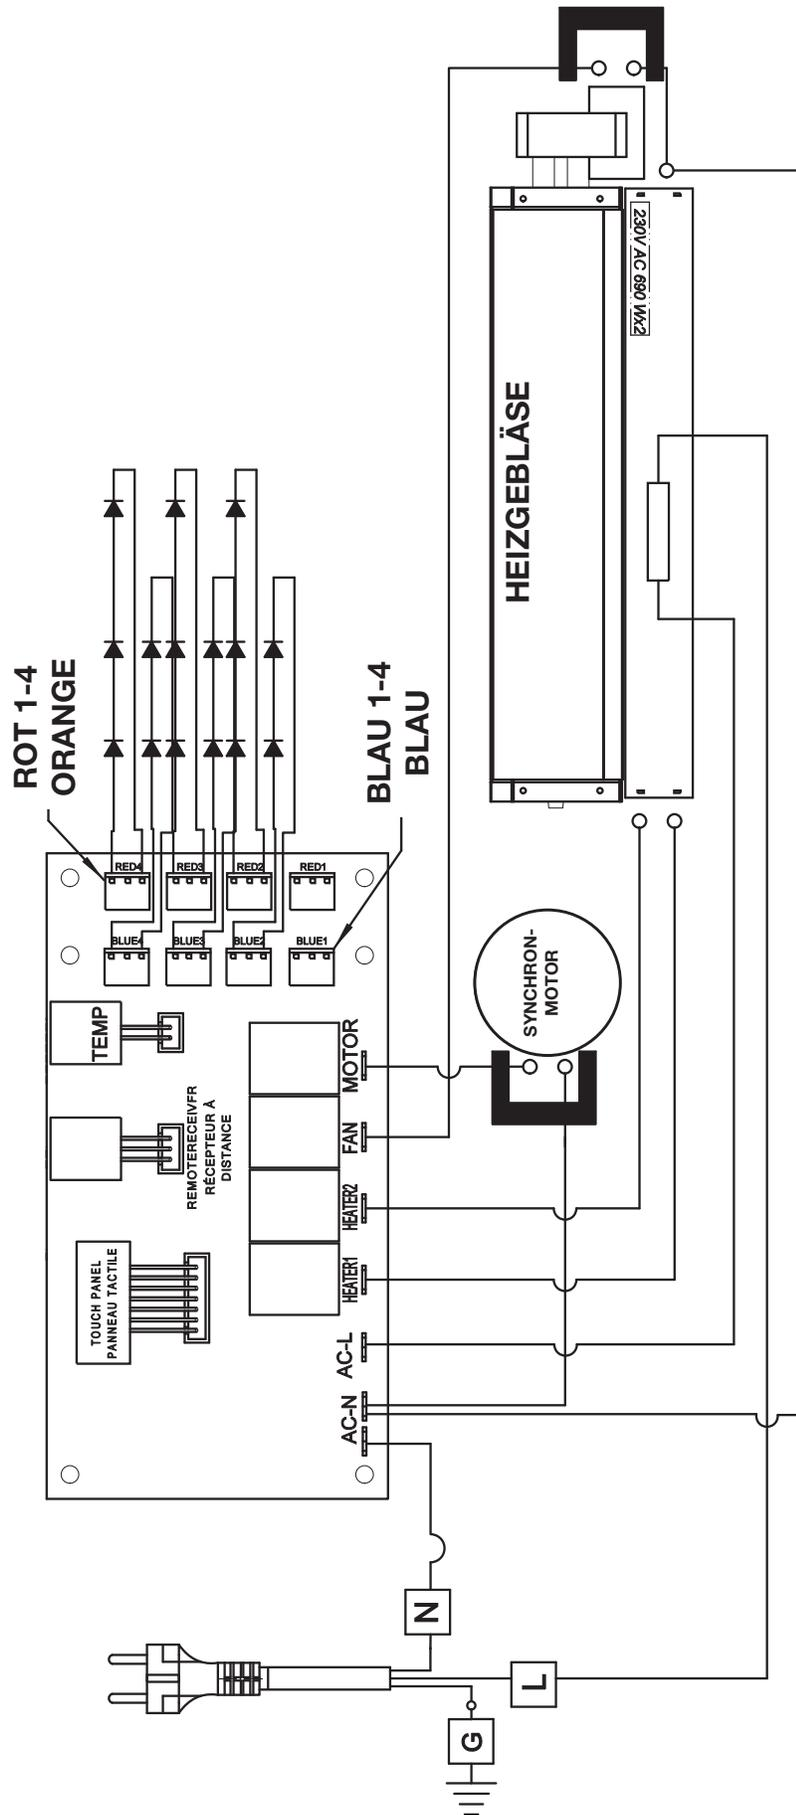 ROT 1-4
ORANGE
BLAU 1-4
BLAU
RED4
RED3
RED2
RED1
BLUE4
BLUE3
BLUE2
BLUE1
TEMP
REMOTERECEIVFR
RÉCEPTEUR À
DISTANCE
TOUCH PANEL
PANNEAU TACTILE
MOTOR
FAN
HEATER2
HEATER1
AC-L
AC-N
HEIZGEBLÄSE
230V AC 690 Wx2
SYNCHRON-
MOTOR
N
L
G